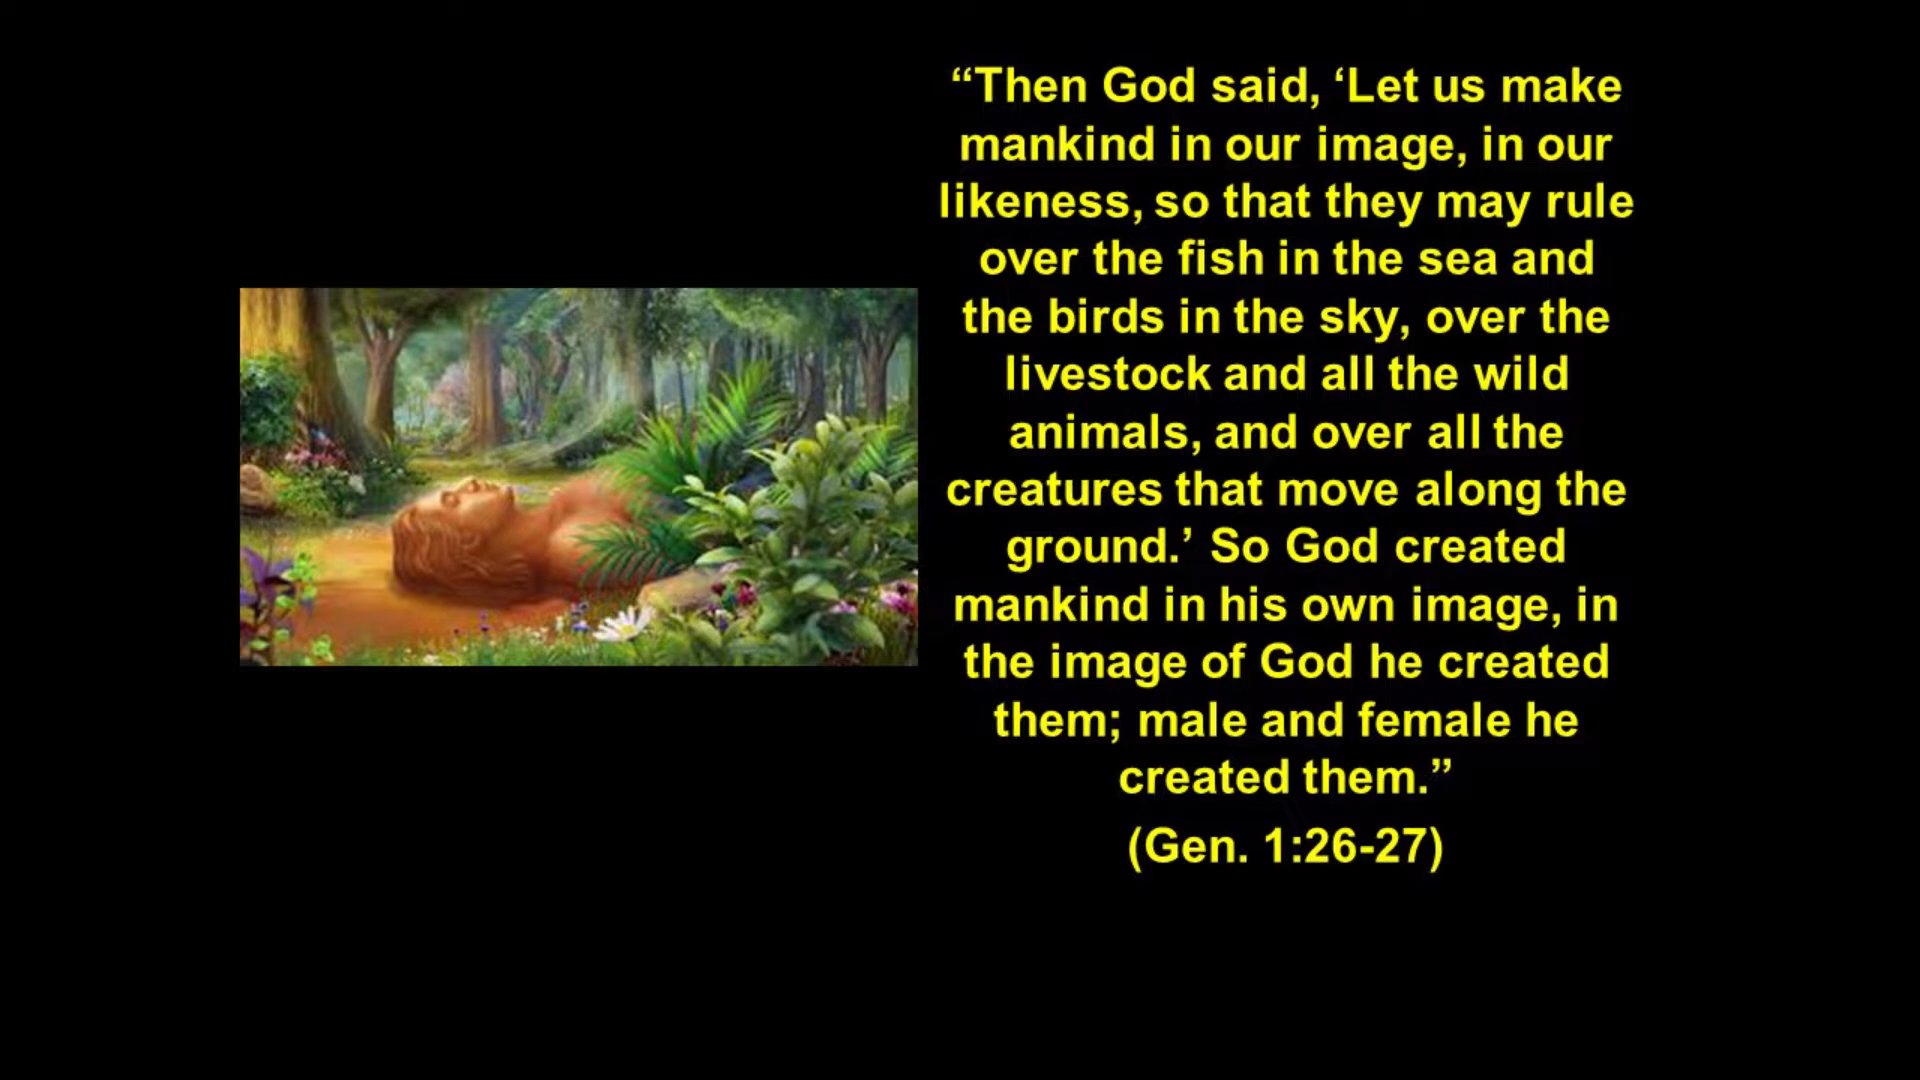 “Then God said, ‘Let us make
mankind in our image, in our
likeness, so that they may rule
over the fish in the sea and
the birds in the sky, over the
livestock and all the wild
animals, and over all the
creatures that move along the
ground.’ So God created
mankind in his own image, in
the image of God he created
them; male and female he
created them.”
(Gen. 1:26-27)